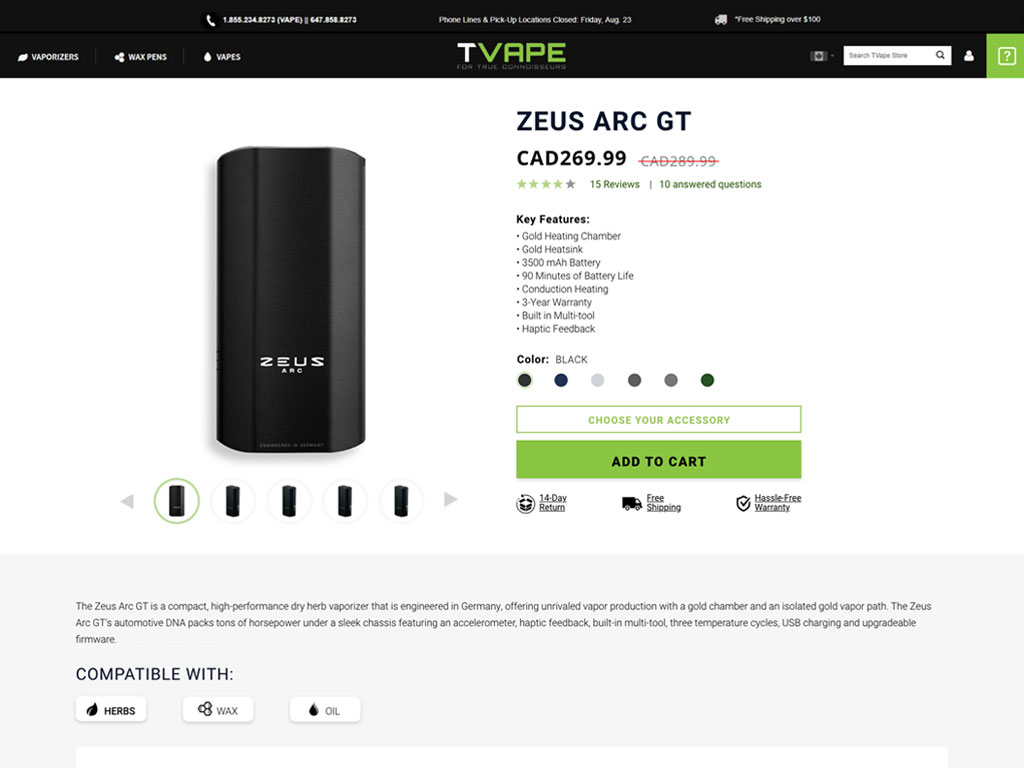 1.855.234.8273 (VAPE) || 647.858.8273
Phone Lines & Pick-Up Locations Closed: Friday, Aug. 23
*Free Shipping over $100
VAPORIZERS
WAX PENS
VAPES
TVAPE
FOR TRUE CONNOISSEURS
Search TVape Store
?
ZEUS ARC GT
CAD269.99 CAD289.99
15 Reviews | 10 answered questions
Key Features:
• Gold Heating Chamber
• Gold Heatsink
• 3500 mAh Battery
• 90 Minutes of Battery Life
• Conduction Heating
• 3-Year Warranty
• Built in Multi-tool
• Haptic Feedback
ZEUS
ARC
ENGINEERED IN GERMANY
Color: BLACK
CHOOSE YOUR ACCESSORY
ADD TO CART
14-Day
Return
Free
Shipping
Hassle-Free
Warranty
The Zeus Arc GT is a compact, high-performance dry herb vaporizer that is engineered in Germany, offering unrivaled vapor production with a gold chamber and an isolated gold vapor path. The Zeus
Arc GT's automotive DNA packs tons of horsepower under a sleek chassis featuring an accelerometer, haptic feedback, built-in multi-tool, three temperature cycles, USB charging and upgradeable
firmware.
COMPATIBLE WITH:
HERBS
WAX
OIL